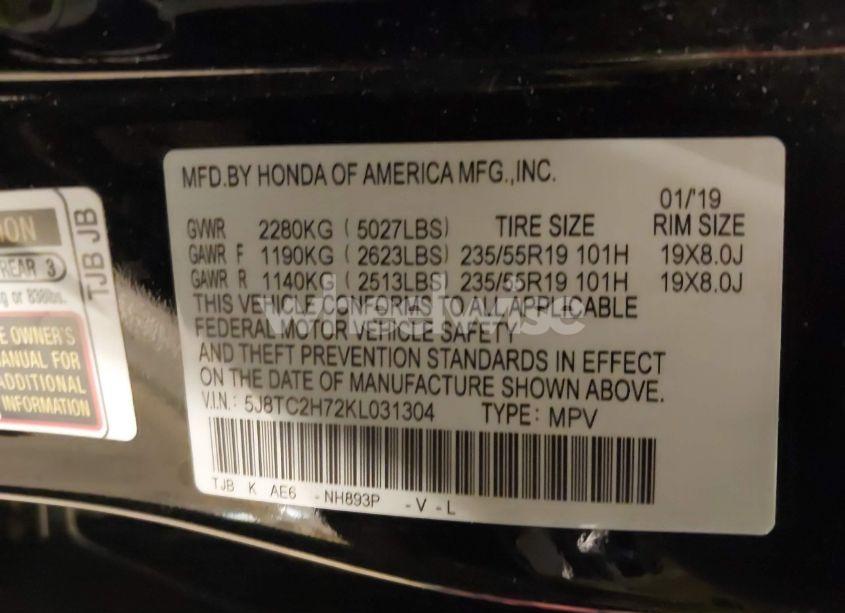 MFD.BY HONDA OF AMERICA MFG.,INC.
01/'19
GVWR 2280KG ( 5027LBS) TIRE SIZE RIM SIZE
GAWR F 1190KG ( 2623LBS) 235/55R19 101H 19X8.0J
GAWR R 1140KG ( 2513LBS) 235/55R19 101H 19X8.0J
THIS VEHICLE CONFORMS TO ALL APPLICABLE
FEDERAL MOTOR VEHICLE SAFETY
AND THEFT PREVENTION STANDARDS IN EFFECT
ON THE DATE OF MANUFACTURE SHOWN ABOVE.
V.I.N.: 5J8TC2H72KL031304 TYPE: MPV
TJB K AE6 -NH893P -V-L
REAR 3
or 898lbs.
OWNER'S
MANUAL FOR
ADDITIONAL
INFORMATION
TJB JB